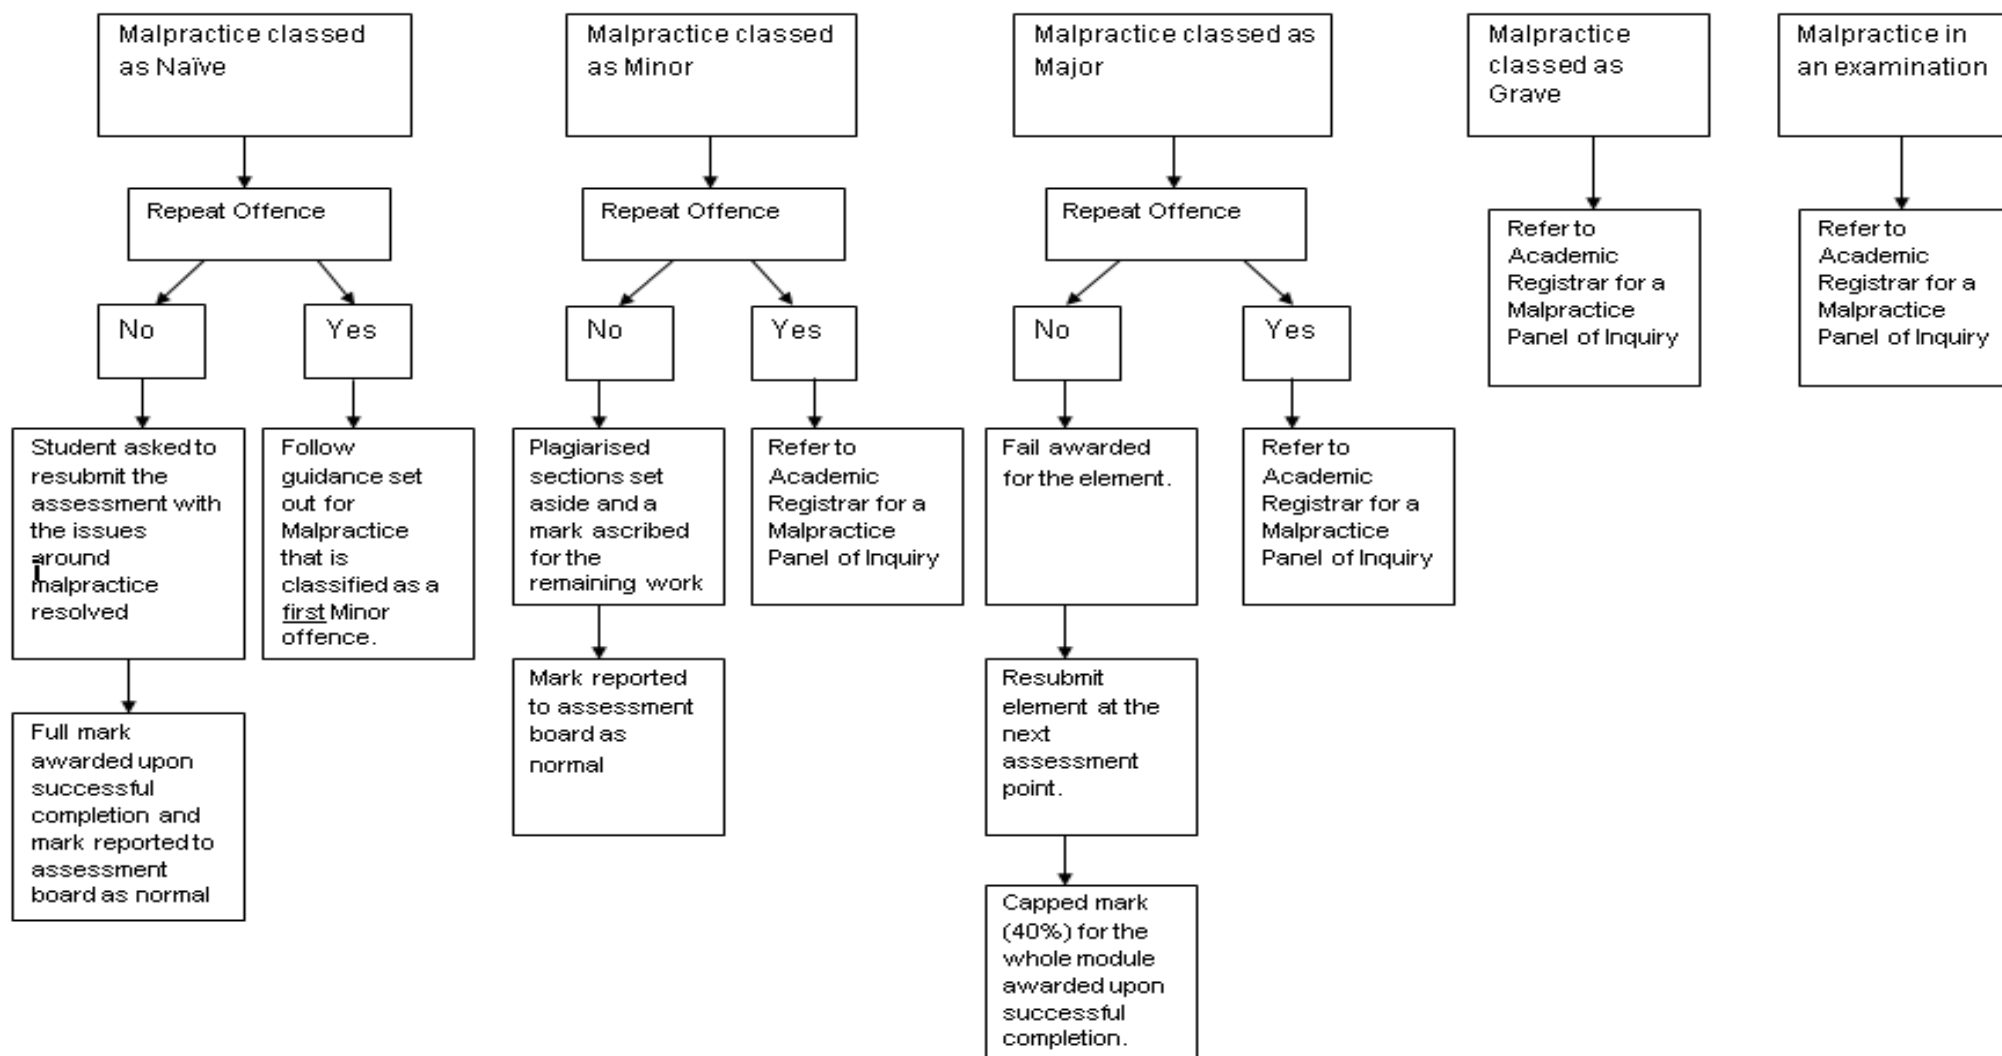 Malpractice classed
as Naïve
Repeat Offence
No
Yes
Student asked to
resubmit the
assessment with
the issues
around
malpractice
resolved
Follow
guidance set
out for
Malpractice
that is
classified as a
first Minor
offence.
Full mark
awarded upon
successful
completion and
mark reported to
assessment
board as normal
Malpractice classed
as Minor
Repeat Offence
No
Yes
Plagiarised
sections set
aside and a
mark ascribed
for the
remaining work
Refer to
Academic
Registrar for a
Malpractice
Panel of Inquiry
Mark reported
to assessment
board as
normal
Malpractice classed as
Major
Repeat Offence
No
Yes
Fail awarded
for the element.
Refer to
Academic
Registrar for a
Malpractice
Panel of Inquiry
Resubmit
element at the
next
assessment
point.
Capped mark
(40%) for the
whole module
awarded upon
successful
completion.
Malpractice
classed as
Grave
Refer to
Academic
Registrar for a
Malpractice
Panel of Inquiry
Malpractice in
an examination
Refer to
Academic
Registrar for a
Malpractice
Panel of Inquiry